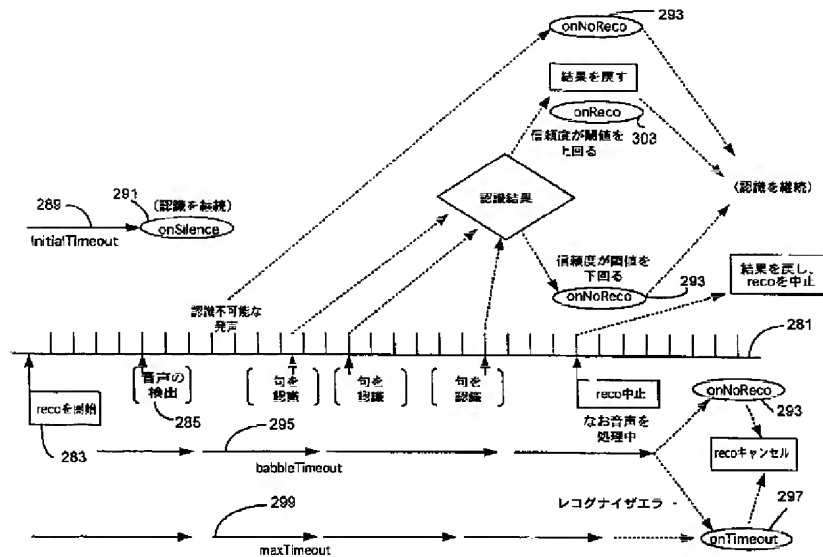 onNoReco
293
結果を戻す
onReco
303
信頼度が閾値を
上回る
291
(認識を継続)
289
onSilence
InitialTimeout
認識結果
(認識を継続)
信頼度が閾値を
下回る
onNoReco
293
結果を戻し、
recoを中止
認識不可能な
発声
281
音声の
検出
285
句を
認識
句を
認識
句を
認識
recoを開始
283
reco中止
なお音声を
処理中
onNoReco
293
295
babbleTimeout
recoキャンセル
レコグナイザエラー
297
299
onTimeout
maxTimeout